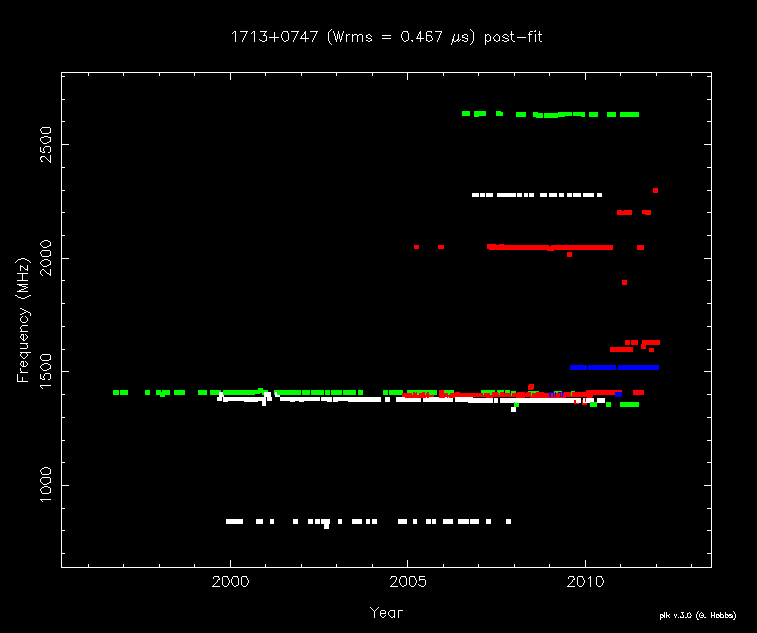 1713+0747 (Wrms = 0.467 μs) post-fit
2500
2000
1500
1000
Frequency (MHz)
2000 2005 2010
Year
plk v.3.0 (G. Hobbs)